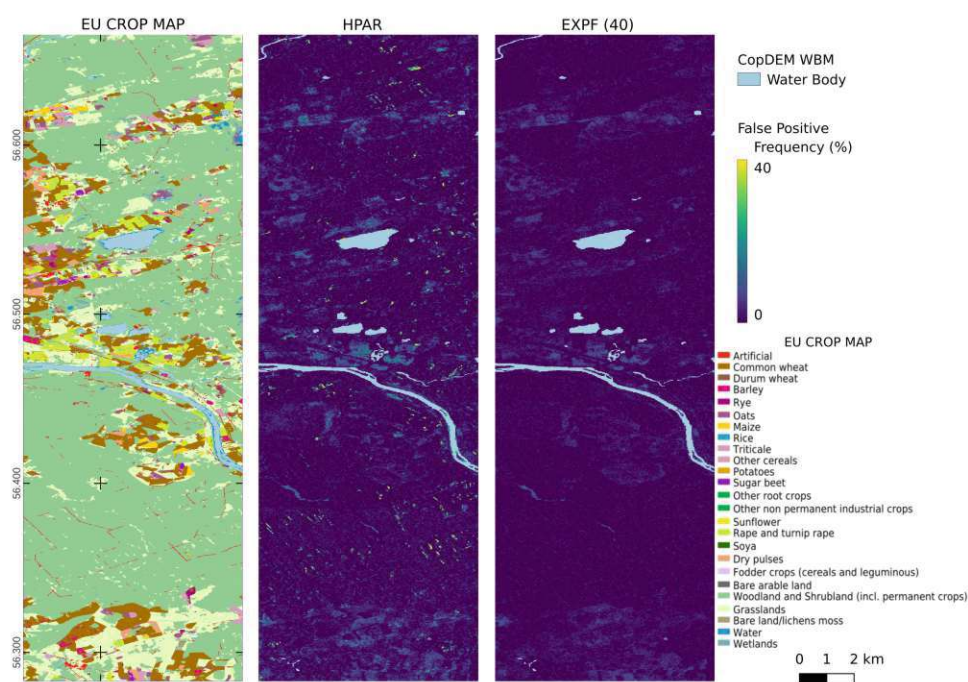 EU CROP MAP
HPAR
EXPF (40)
56.600
56.500
56.400
56.300
CopDEM WBM
Water Body
False Positive
Frequency (%)
40
0
EU CROP MAP
Artificial
Common wheat
Durum wheat
Barley
Rye
Oats
Maize
Rice
Triticale
Other cereals
Potatoes
Sugar beet
Other root crops
Other non permanent industrial crops
Sunflower
Rape and turnip rape
Soya
Dry pulses
Fodder crops (cereals and leguminous)
Bare arable land
Woodland and Shrubland (incl. permanent crops)
Grasslands
Bare land/lichens moss
Water
Wetlands
0 1 2 km